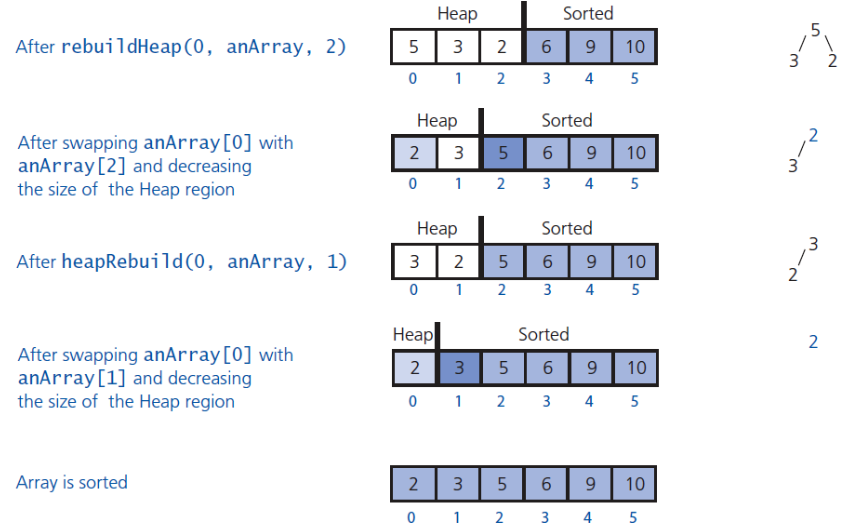 Heap Sorted
After rebuildHeap(0, anArray, 2)
5 3 2 6 9 10
0 1 2 3 4 5
5
3 2
Heap Sorted
After swapping anArray[0] with
anArray[2] and decreasing
the size of the Heap region
2 3 5 6 9 10
0 1 2 3 4 5
2
3
Heap Sorted
After heapRebuild(0, anArray, 1)
3 2 5 6 9 10
0 1 2 3 4 5
3
2
Heap Sorted
After swapping anArray[0] with
anArray[1] and decreasing
the size of the Heap region
2 3 5 6 9 10
0 1 2 3 4 5
2
Array is sorted
2 3 5 6 9 10
0 1 2 3 4 5